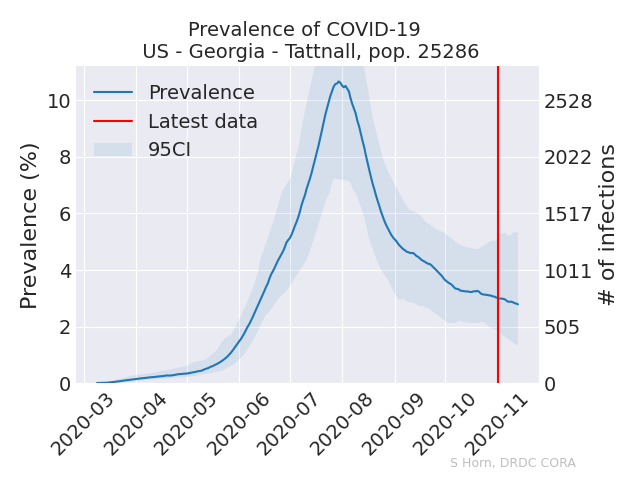 Prevalence of COVID-19
US - Georgia - Tattnall, pop. 25286
Prevalence
Latest data
95CI
Prevalence (%)
10
8
6
4
2
0
2528
2022
1517
1011
505
0
# of infections
2020-03
2020-04
2020-05
2020-06
2020-07
2020-08
2020-09
2020-10
2020-11
S Horn, DRDC CORA